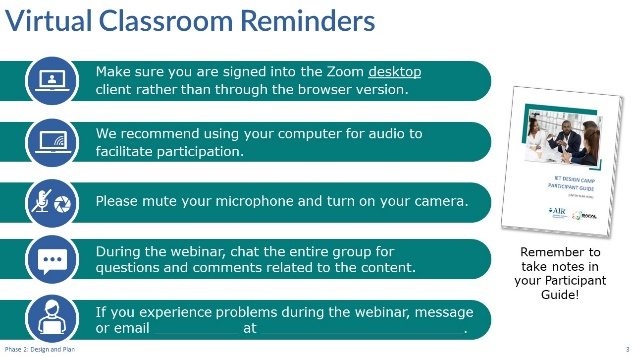 Virtual Classroom Reminders
Make sure you are signed into the Zoom desktop
client rather than through the browser version.
We recommend using your computer for audio to
facilitate participation.
Please mute your microphone and turn on your camera.
During the webinar, chat the entire group for
questions and comments related to the content.
If you experience problems during the webinar, message
or email ____________ at ____________________________.
IET DESIGN CAMP
PARTICIPANT GUIDE
AIR
Remember to
take notes in
your Participant
Guide!
Phase 2: Design and Plan
3